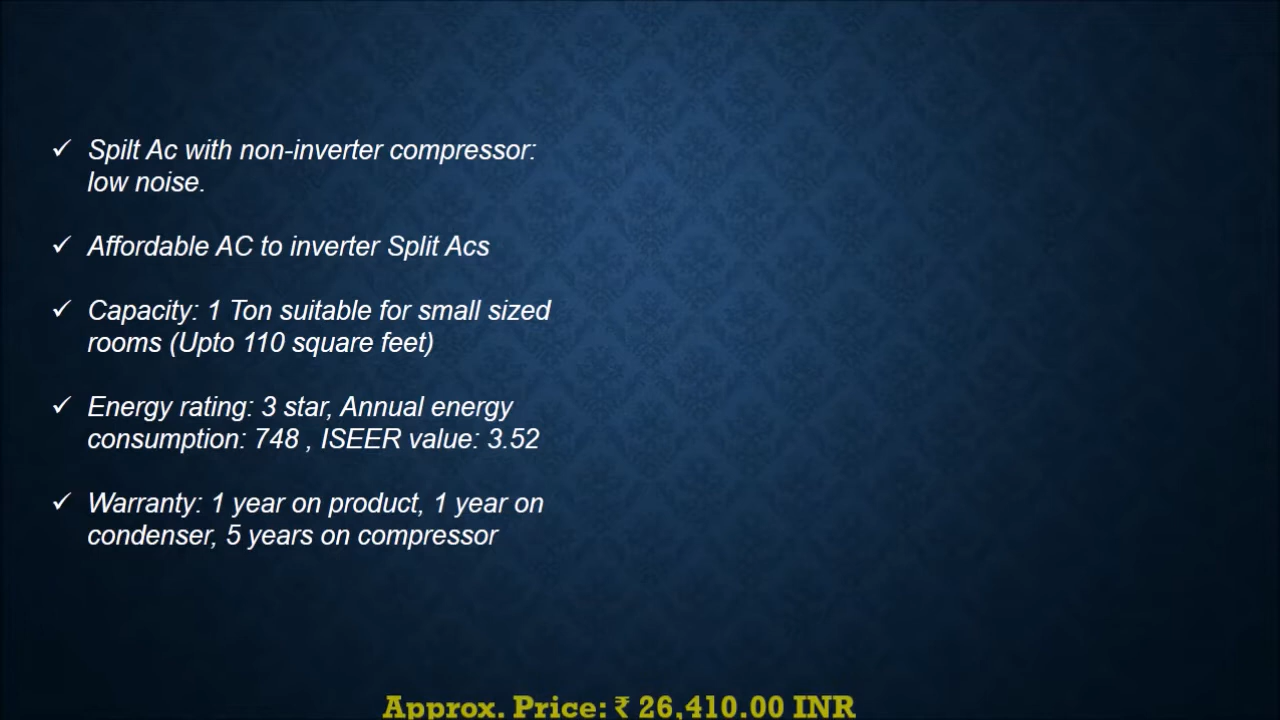 ✓ Spilt Ac with non-inverter compressor:
low noise.
✓ Affordable AC to inverter Split Acs
✓ Capacity: 1 Ton suitable for small sized
rooms (Upto 110 square feet)
✓ Energy rating: 3 star, Annual energy
consumption: 748 , ISEER value: 3.52
✓ Warranty: 1 year on product, 1 year on
condenser, 5 years on compressor
Approx. Price: ₹ 26,410.00 INR